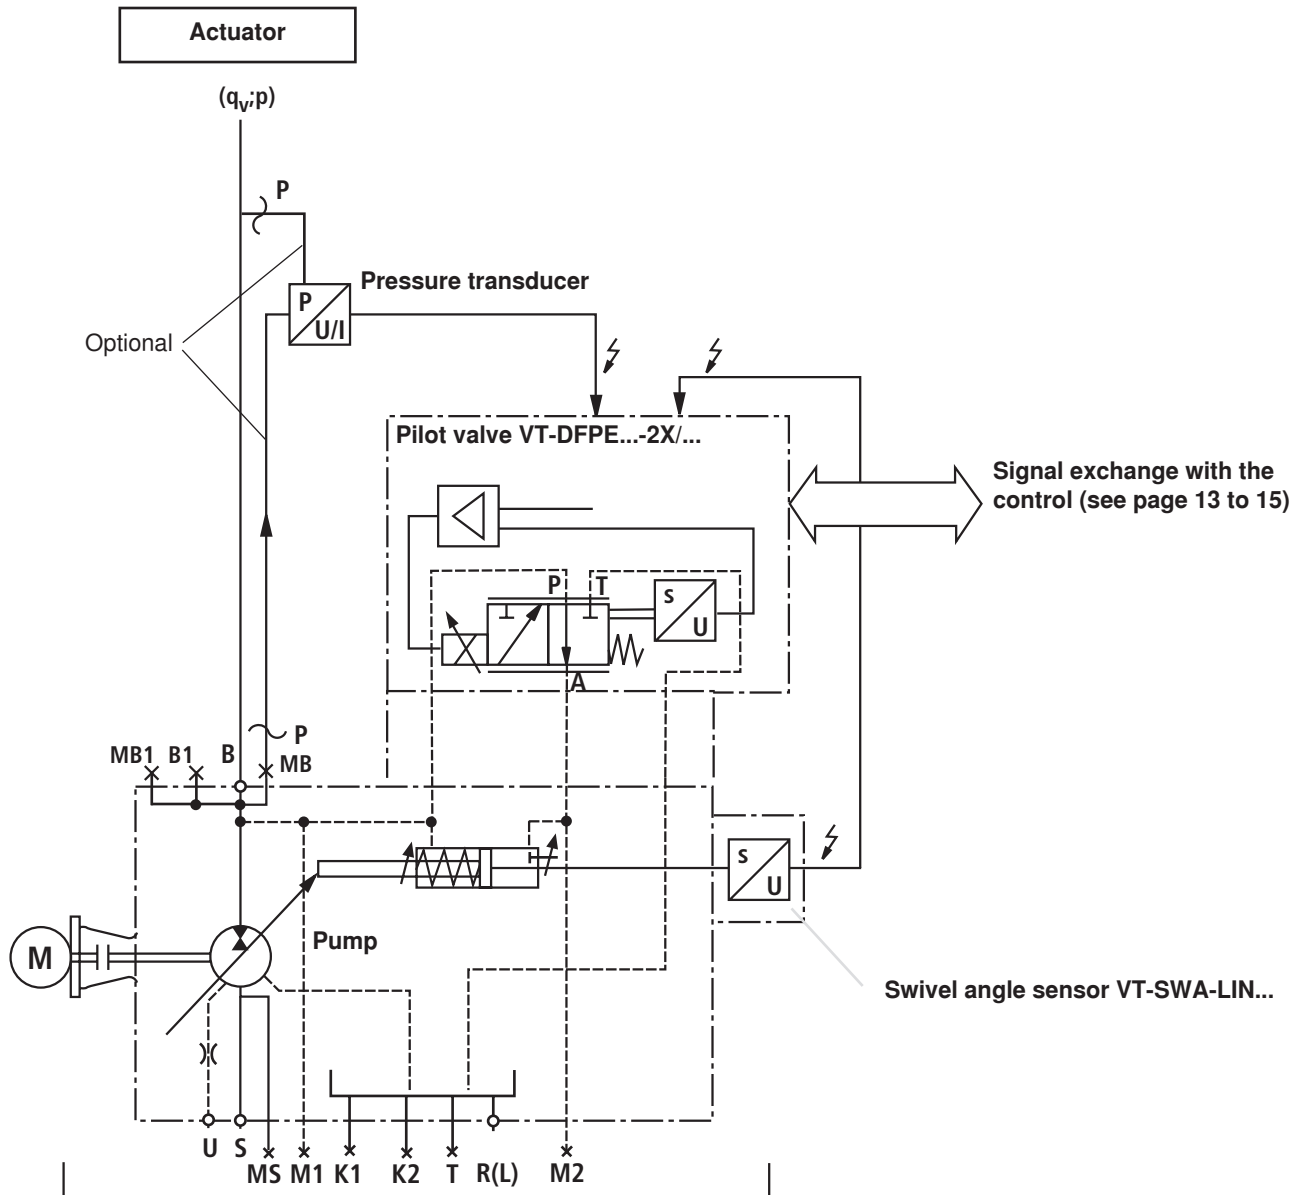 Actuator
(qv;p)
P
Pressure transducer
P
U/I
Optional
Pilot valve VT-DFPE...-2X/...
Signal exchange with the
control (see page 13 to 15)
P
T
s
U
A
P
MB1
B1
B
MB
s
U
Pump
M
Swivel angle sensor VT-SWA-LIN...
U
S
MS
M1
K1
K2
T
R(L)
M2